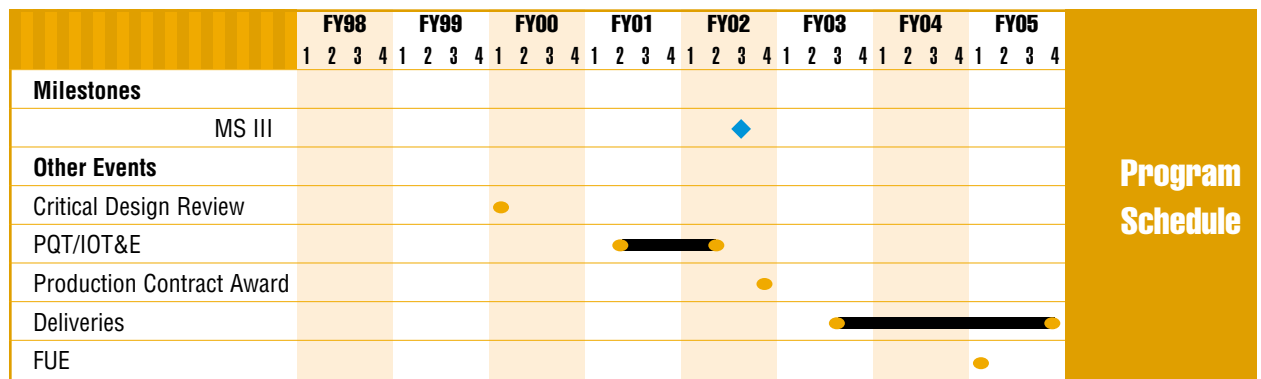 FY98 FY99 FY00 FY01 FY02 FY03 FY04 FY05
1 2 3 4 1 2 3 4 1 2 3 4 1 2 3 4 1 2 3 4 1 2 3 4 1 2 3 4 1 2 3 4
Milestones
MS III
Other Events
Critical Design Review
PQT/IOT&E
Production Contract Award
Deliveries
FUE
Program
Schedule